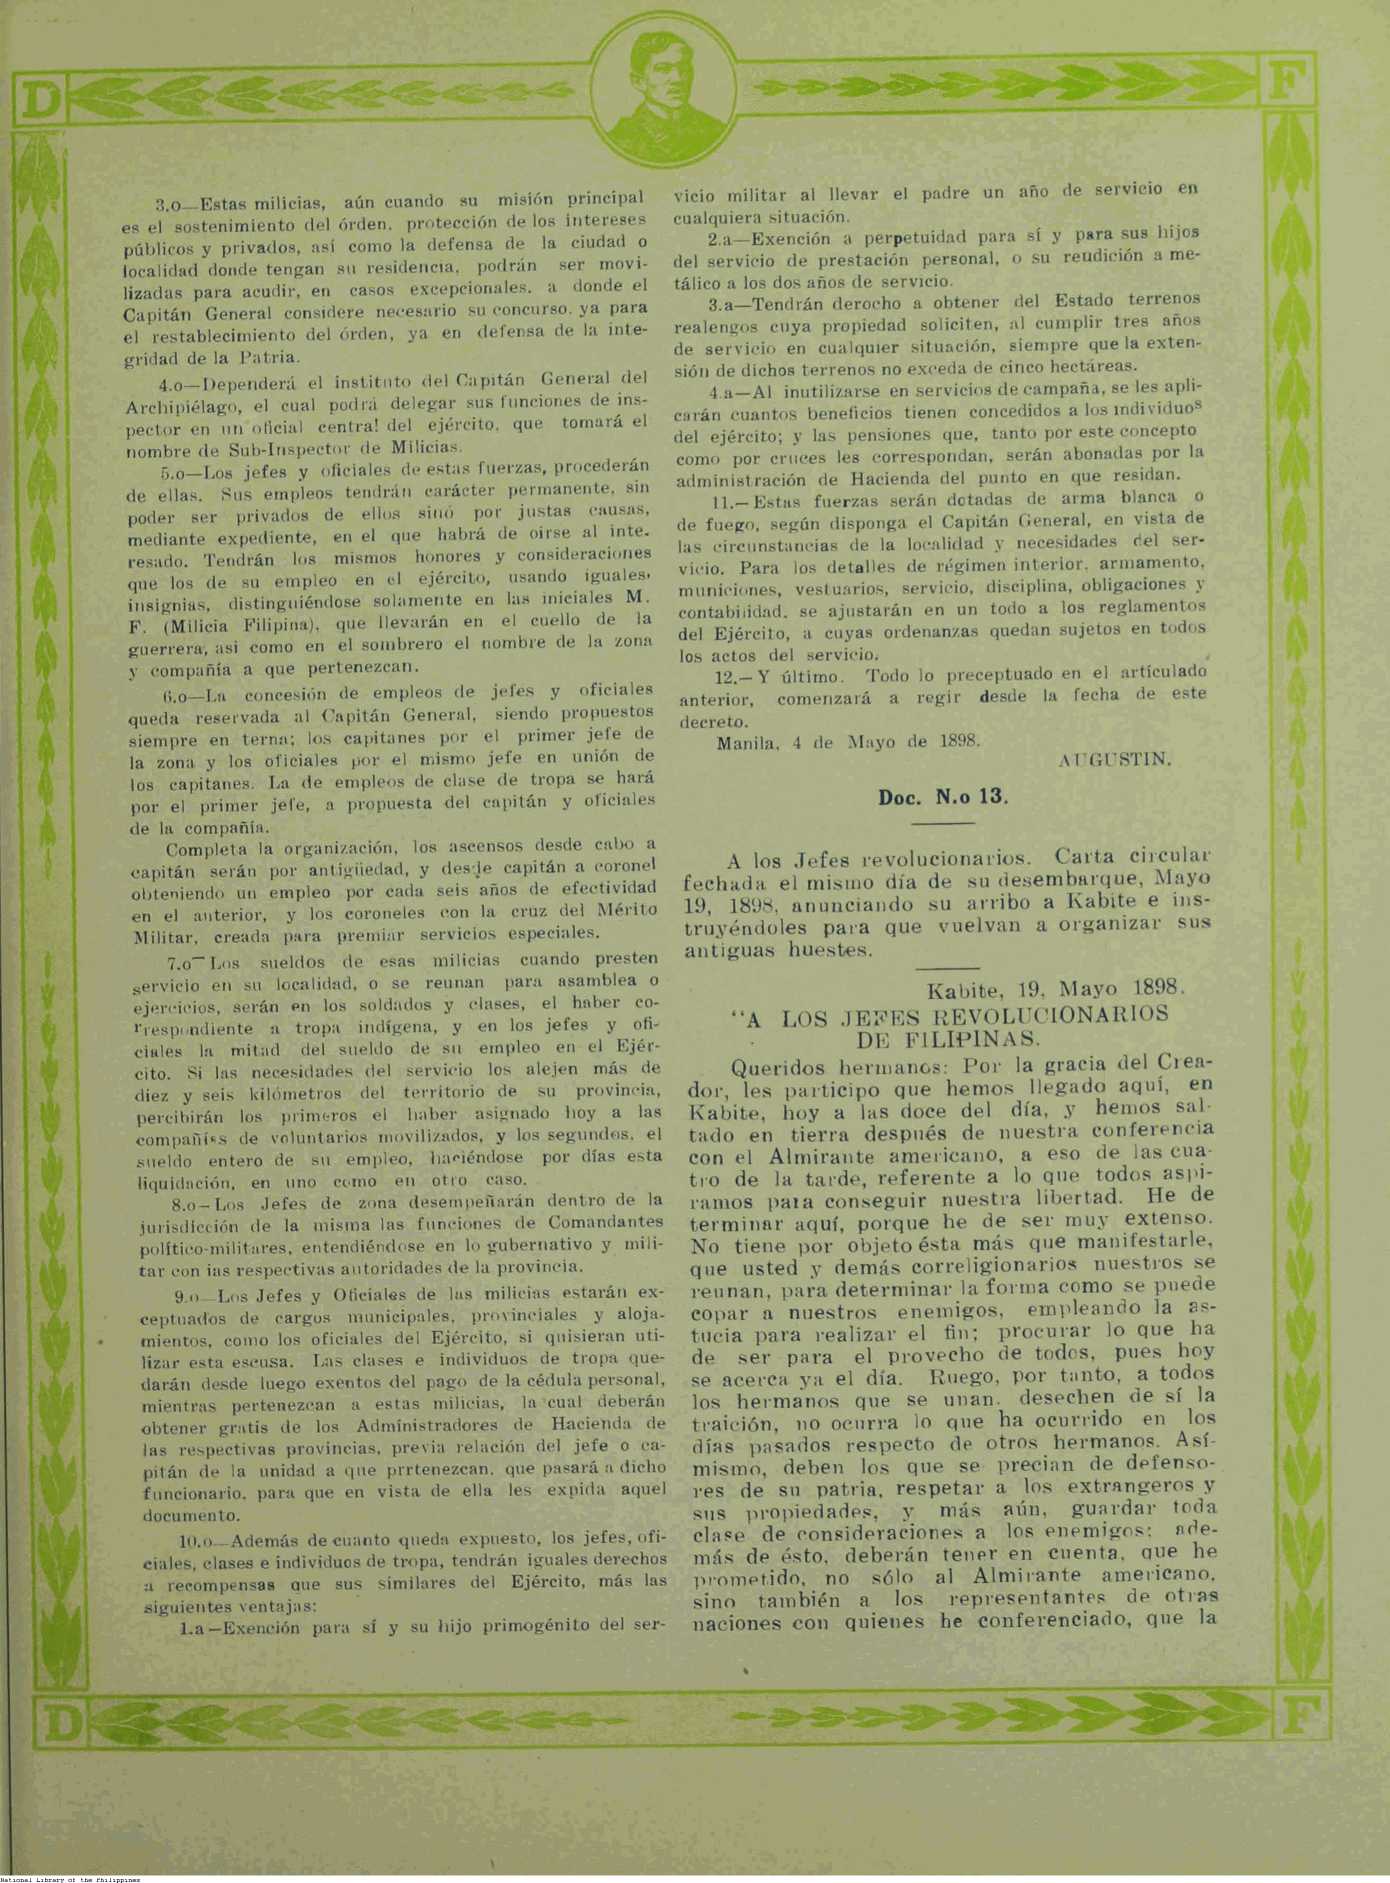 D
F
3.o—Estas milicias, aún cuando su misión principal
es el sostenimiento del órden, protección de los intereses
públicos y privados, así como la defensa de la ciudad o
localidad donde tengan su residencia, podrán ser movi-
lizadas para acudir, en casos excepcionales, a donde el
Capitán General considere necesario su concurso, ya para
el restablecimiento del órden, ya en defensa de la inte-
gridad de la Patria.
4.o—Dependerá el instituto del Capitán General del
Archipiélago, el cual podrá delegar sus funciones de ins-
pector en un oficial central del ejército, que tomará el
nombre de Sub-Inspector de Milicias.
5.o—Los jefes y oficiales de estas fuerzas, procederán
de ellas. Sus empleos tendrán carácter permanente, sin
poder ser privados de ellos sinó por justas causas,
mediante expediente, en el que habrá de oirse al inte-
resado. Tendrán los mismos honores y consideraciones
que los de su empleo en el ejército, usando iguales,
insignias, distinguiéndose solamente en las iniciales M.
F. (Milicia Filipina), que llevarán en el cuello de la
guerrera, asi como en el sombrero el nombre de la zona
y compañía a que pertenezcan.
6.o—La concesión de empleos de jefes y oficiales
queda reservada al Capitán General, siendo propuestos
siempre en terna; los capitanes por el primer jefe de
la zona y los oficiales por el mismo jefe en unión de
los capitanes. La de empleos de clase de tropa se hará
por el primer jefe, a propuesta del capitán y oficiales
de la compañía.
Completa la organización, los ascensos desde cabo a
capitán serán por antigüedad, y desde capitán a coronel
obteniendo un empleo por cada seis años de efectividad
en el anterior, y los coroneles con la cruz del Mérito
Militar, creada para premiar servicios especiales.
7.o—Los sueldos de esas milicias cuando presten
servicio en su localidad, o se reunan para asamblea o
ejercicios, serán en los soldados y clases, el haber co-
rrespondiente a tropa indígena, y en los jefes y ofi-
ciales la mitad del sueldo de su empleo en el Ejér-
cito. Si las necesidades del servicio los alejen más de
diez y seis kilómetros del territorio de su provincia,
percibirán los primeros el haber asignado hoy a las
compañías de voluntarios movilizados, y los segundos, el
sueldo entero de su empleo, haciéndose por días esta
liquidación, en uno como en otro caso.
8.o—Los Jefes de zona desempeñarán dentro de la
jurisdicción de la misma las funciones de Comandantes
político-militares, entendiéndose en lo gubernativo y mili-
tar con ias respectivas autoridades de la provincia.
9.o—Los Jefes y Oficiales de las milicias estarán ex-
ceptuados de cargos municipales, provinciales y aloja-
mientos, como los oficiales del Ejército, si quisieran uti-
lizar esta escusa. Las clases e individuos de tropa que-
darán desde luego exentos del pago de la cédula personal,
mientras pertenezcan a estas milicias, la cual deberán
obtener gratis de los Administradores de Hacienda de
las respectivas provincias, previa relación del jefe o ca-
pitán de la unidad a que prrtenezcan, que pasará a dicho
funcionario, para que en vista de ella les expida aquel
documento.
10.o—Además de cuanto queda expuesto, los jefes, ofi-
ciales, clases e individuos de tropa, tendrán iguales derechos
a recompensas que sus similares del Ejército, más las
siguientes ventajas:
1.a—Exención para sí y su hijo primogénito del ser-
vicio militar al llevar el padre un año de servicio en
cualquiera situación.
2.a—Exención a perpetuidad para sí y para sus hijos
del servicio de prestación personal, o su reudición a me-
tálico a los dos años de servicio.
3.a—Tendrán derocho a obtener del Estado terrenos
realengos cuya propiedad soliciten, al cumplir tres años
de servicio en cualquier situación, siempre que la exten-
sión de dichos terrenos no exceda de cinco hectáreas.
4.a—Al inutilizarse en servicios de campaña, se les apli-
carán cuantos beneficios tienen concedidos a los individuos
del ejército; y las pensiones que, tanto por este concepto
como por cruces les correspondan, serán abonadas por la
administración de Hacienda del punto en que residan.
11.—Estas fuerzas serán dotadas de arma blanca o
de fuego, según disponga el Capitán General, en vista de
las circunstancias de la localidad y necesidades del ser-
vicio. Para los detalles de régimen interior, armamento,
municiones, vestuarios, servicio, disciplina, obligaciones y
contabilidad, se ajustarán en un todo a los reglamentos
del Ejército, a cuyas ordenanzas quedan sujetos en todos
los actos del servicio.
12.—Y último. Todo lo preceptuado en el articulado
anterior, comenzará a regir desde la fecha de este
decreto.
Manila, 4 de Mayo de 1898.
AUGUSTIN.
Doc. N.o 13.
A los Jefes revolucionarios. Carta circular
fechada el mismo día de su desembarque, Mayo
19, 1898, anunciando su arribo a Kabite e ins-
truyéndoles para que vuelvan a organizar sus
antiguas huestes.
Kabite, 19, Mayo 1898.
"A LOS JEFES REVOLUCIONARIOS
DE FILIPINAS.
Queridos hermanos: Por la gracia del Crea-
dor, les participo que hemos llegado aquí, en
Kabite, hoy a las doce del día, y hemos sal-
tado en tierra después de nuestra conferencia
con el Almirante americano, a eso de las cua-
tro de la tarde, referente a lo que todos aspi-
ramos para conseguir nuestra libertad. He de
terminar aquí, porque he de ser muy extenso.
No tiene por objeto ésta más que manifestarle,
que usted y demás correligionarios nuestros se
reunan, para determinar la forma como se puede
copar a nuestros enemigos, empleando la as-
tucia para realizar el fin; procurar lo que ha
de ser para el provecho de todos, pues hoy
se acerca ya el día. Ruego, por tanto, a todos
los hermanos que se unan, desechen de sí la
traición, no ocurra lo que ha ocurrido en los
días pasados respecto de otros hermanos. Así-
mismo, deben los que se precian de defenso-
res de su patria, respetar a los extrangeros y
sus propiedades, y más aún, guardar toda
clase de consideraciones a los enemigos; ade-
más de ésto, deberán tener en cuenta, que he
prometido, no sólo al Almirante americano,
sino también a los representantes de otras
naciones con quienes he conferenciado, que la
D
F
National Library of the Philippines